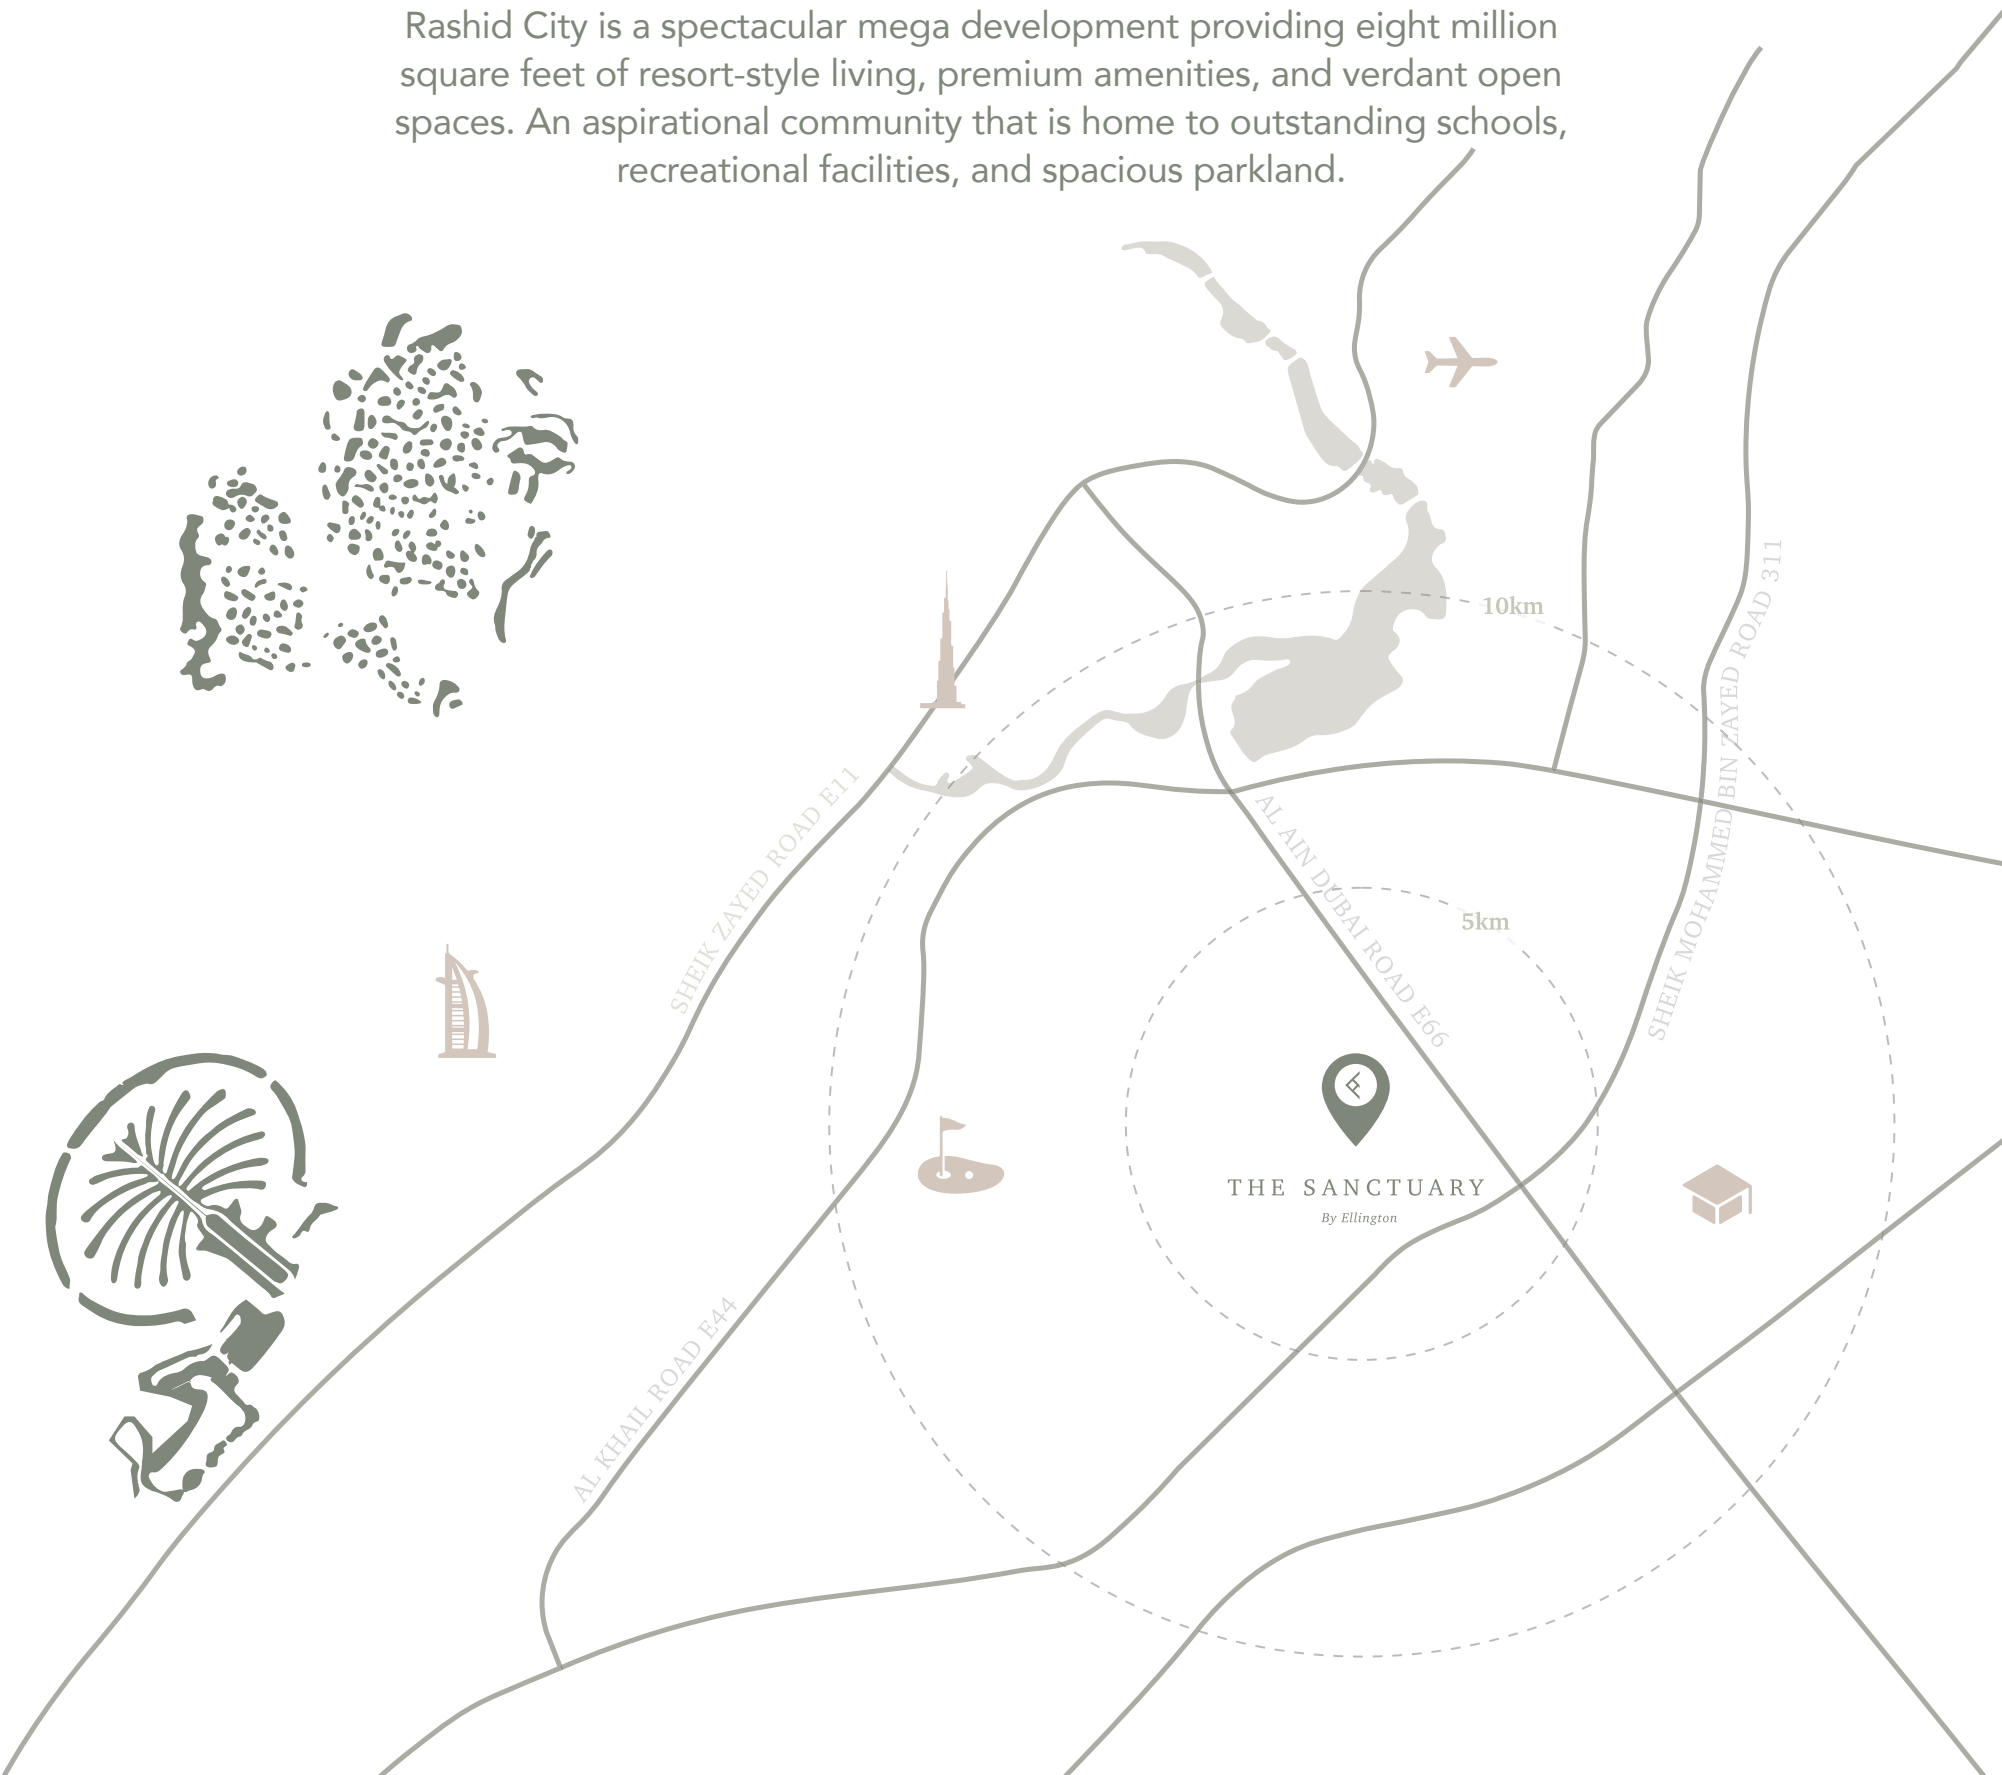 Rashid City is a spectacular mega development providing eight million
square feet of resort-style living, premium amenities, and verdant open
spaces. An aspirational community that is home to outstanding schools,
recreational facilities, and spacious parkland.
10km
SHEIK MOHAMMED BIN ZAYED ROAD 311
SHEIK ZAYED ROAD E11
AL AIN DUBAI ROAD E66
5km
THE SANCTUARY
By Ellington
AL KHAIL ROAD E44